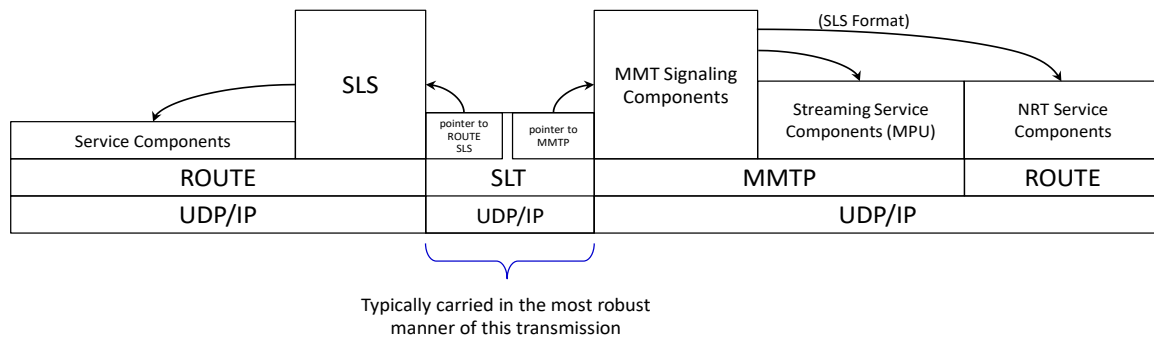 (SLS Format)
SLS
MMT Signaling
Components
Service Components
pointer to
ROUTE
SLS
pointer to
MMTP
Streaming Service
Components (MPU)
NRT Service
Components
ROUTE
SLT
MMTP
ROUTE
UDP/IP
UDP/IP
UDP/IP
Typically carried in the most robust
manner of this transmission